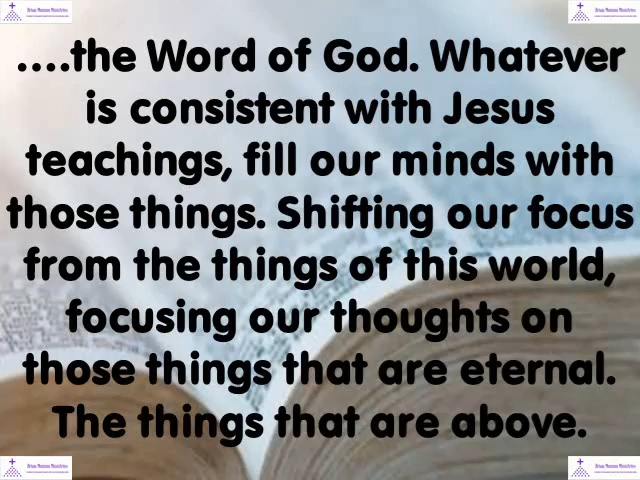 ....the Word of God. Whatever
is consistent with Jesus
teachings, fill our minds with
those things. Shifting our focus
from the things of this world,
focusing our thoughts on
those things that are eternal.
The things that are above.